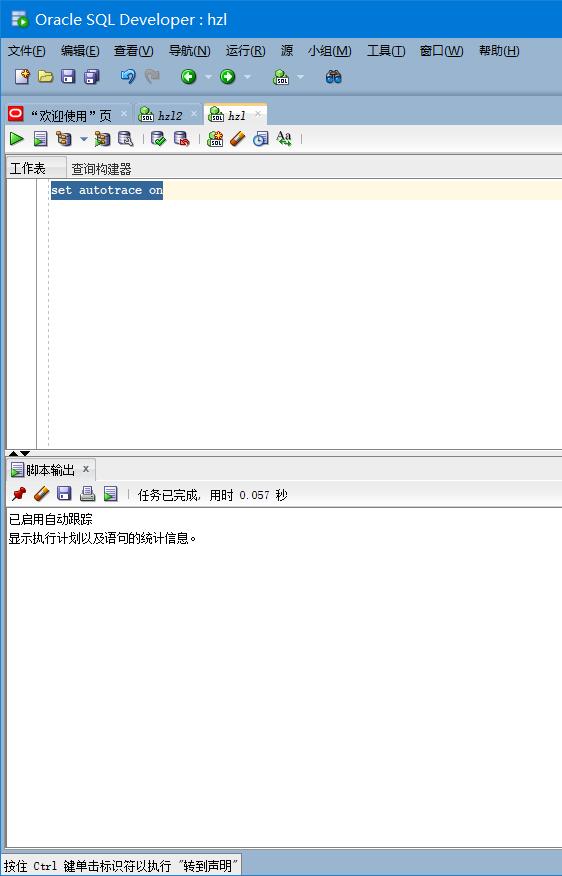 Oracle SQL Developer : hzl
文件(F) 编辑(E) 查看(V) 导航(N) 运行(R) 源 小组(M) 工具(T) 窗口(W) 帮助(H)
“欢迎使用”页 hzl2 hzl
工作表 查询构建器
set autotrace on
脚本输出
任务已完成, 用时 0.057 秒
已启用自动跟踪
显示执行计划以及语句的统计信息。
按住 Ctrl 键单击标识符以执行 "转到声明"